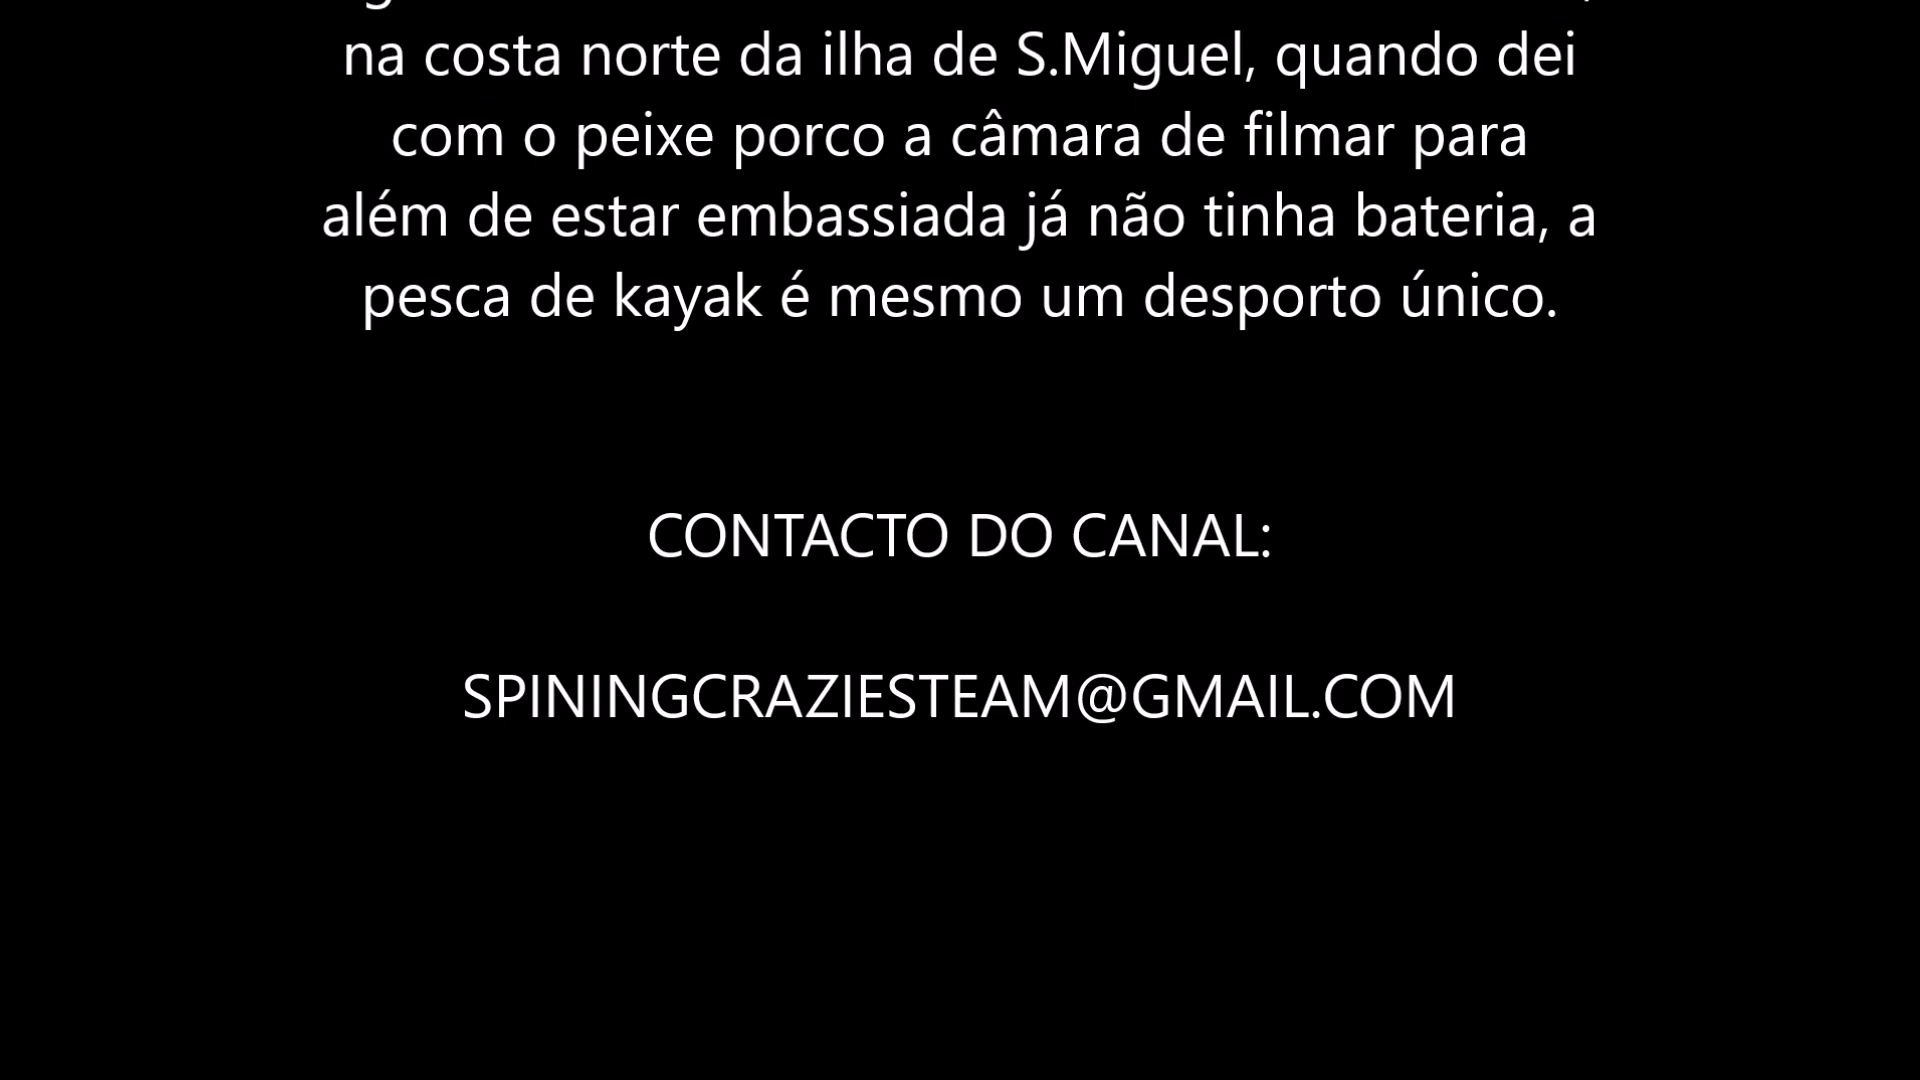 na costa norte da ilha de S.Miguel, quando dei
com o peixe porco a câmara de filmar para
além de estar embassiada já não tinha bateria, a
pesca de kayak é mesmo um desporto único.
CONTACTO DO CANAL:
SPININGCRAZIESTEAM@GMAIL.COM